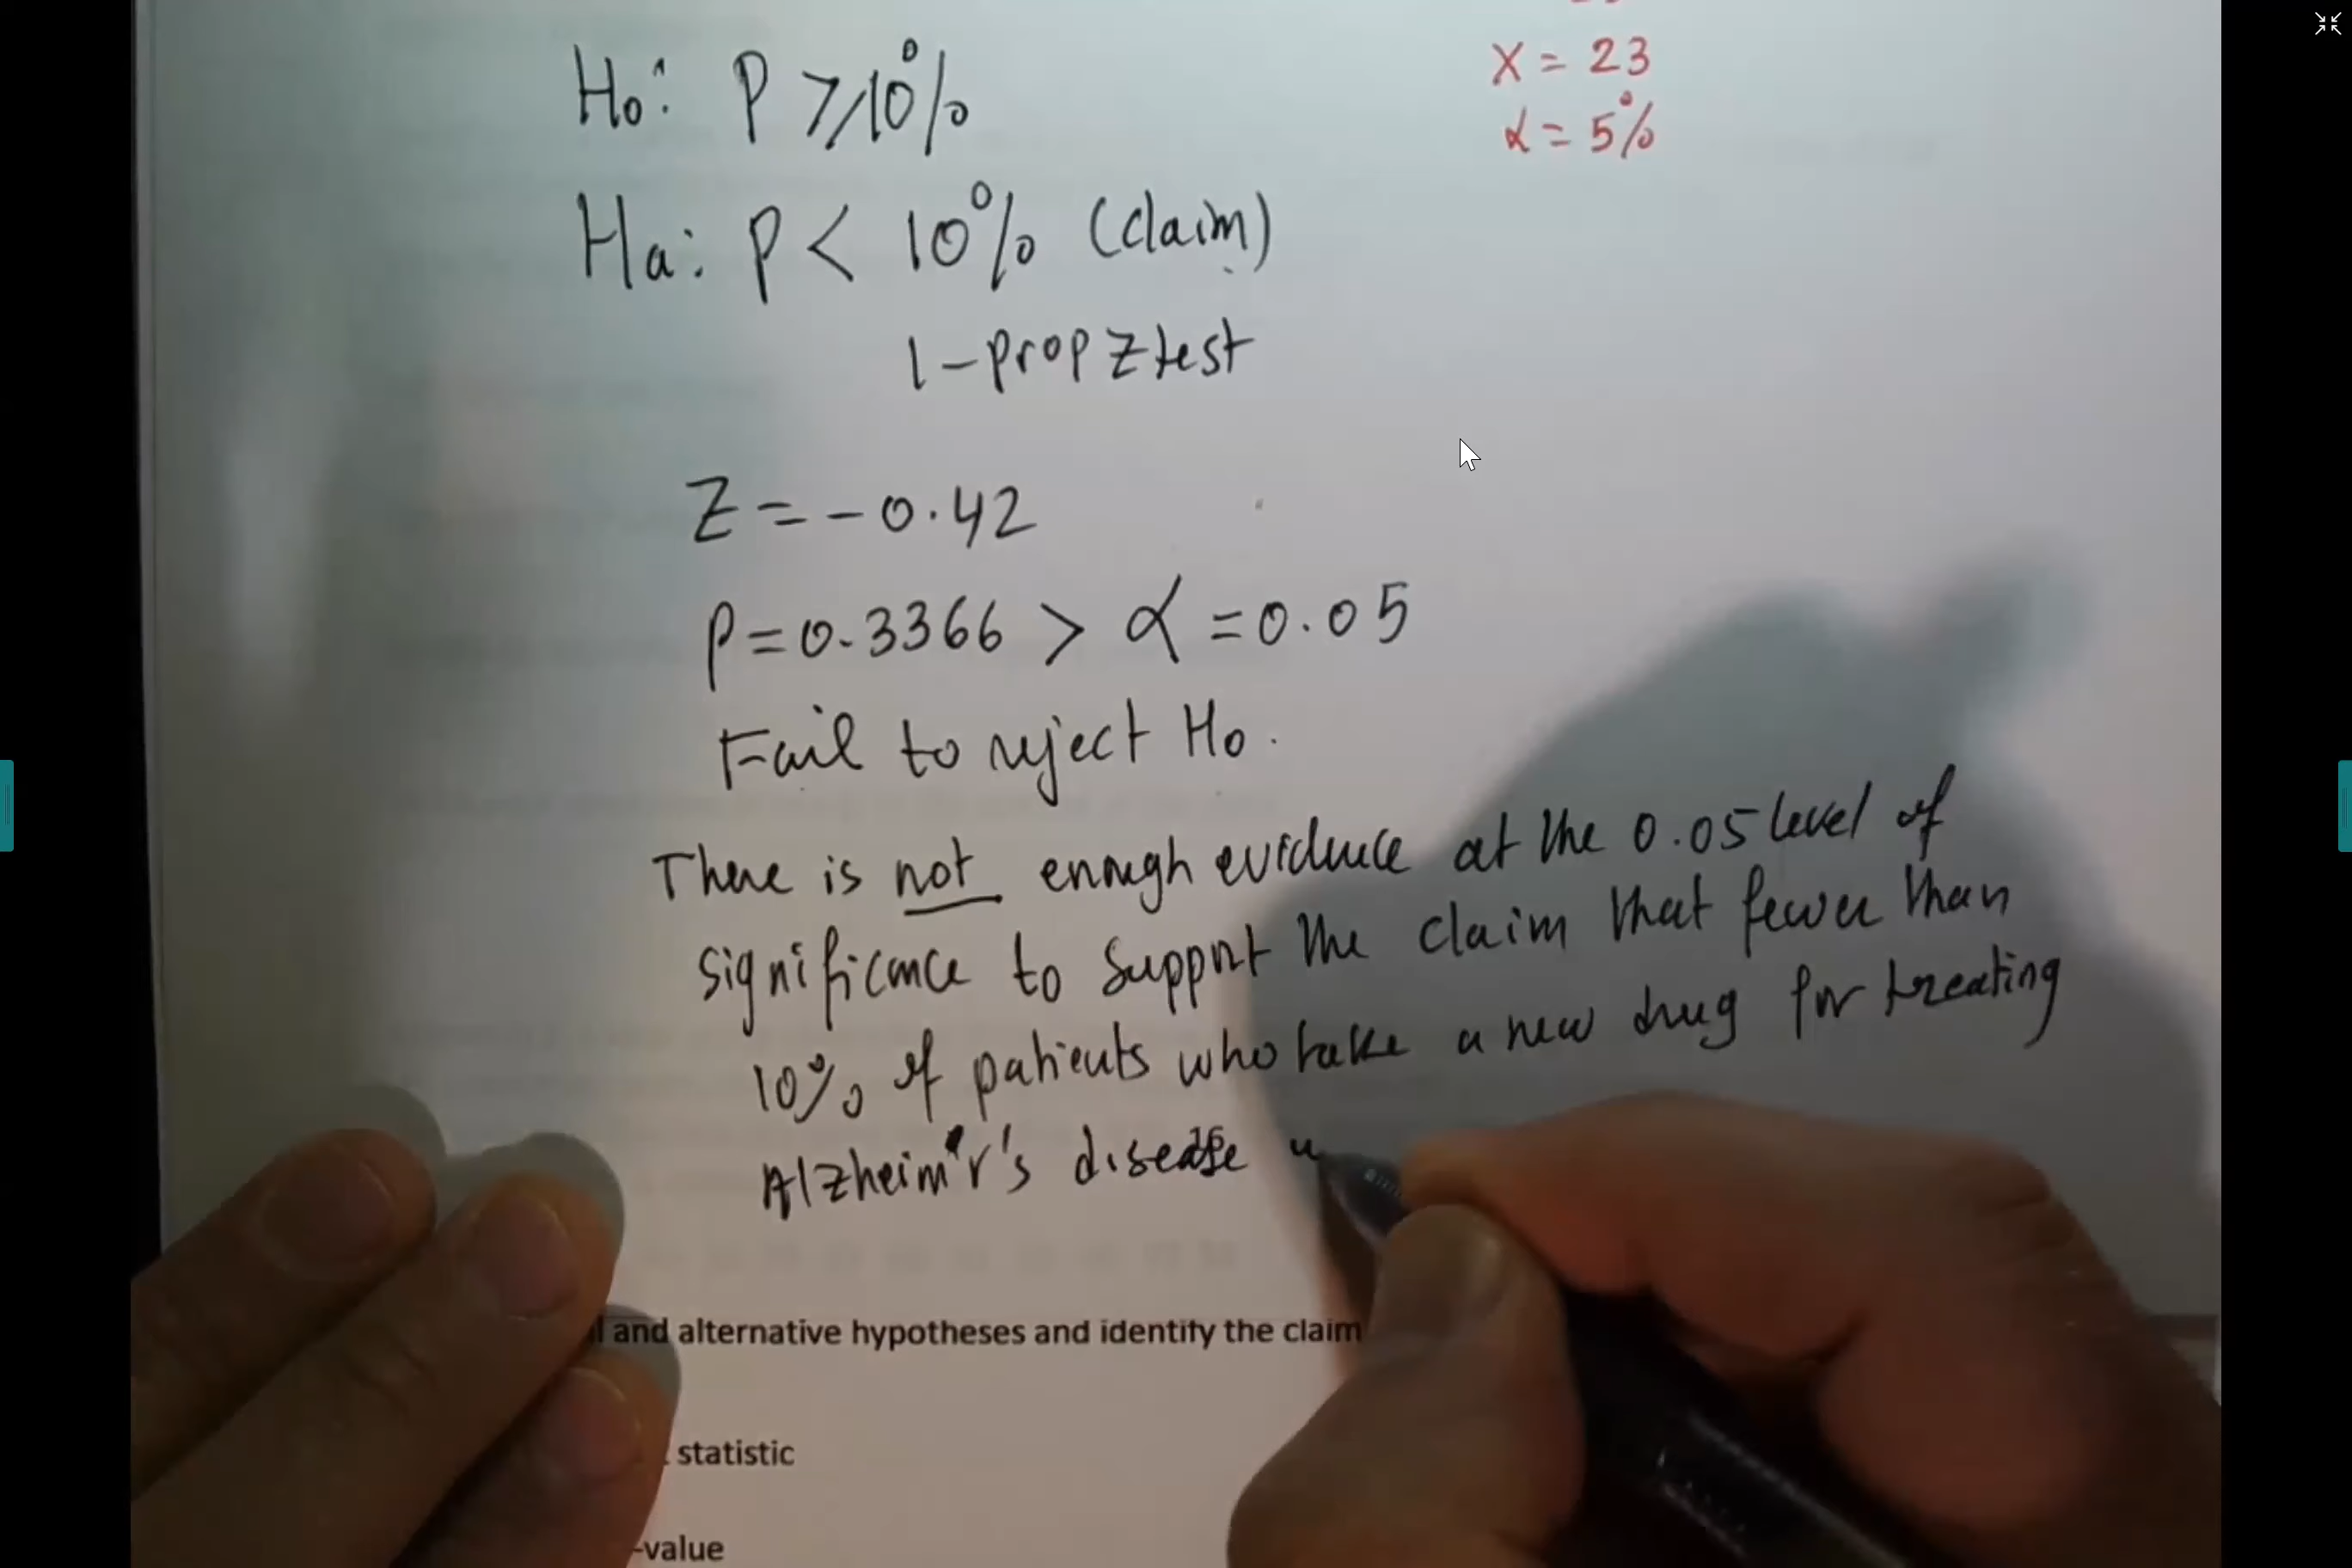 X = 23
α = 5%
Ho: P ≥ 10%
Ha: P < 10% (claim)
1-prop z test
Z = -0.42
P = 0.3366 > α = 0.05
Fail to reject Ho.
There is not enough evidence at the 0.05 level of
significance to support the claim that fewer than
10% of patients who take a new drug for treating
Alzheimer's disease
and alternative hypotheses and identify the claim
statistic
-value